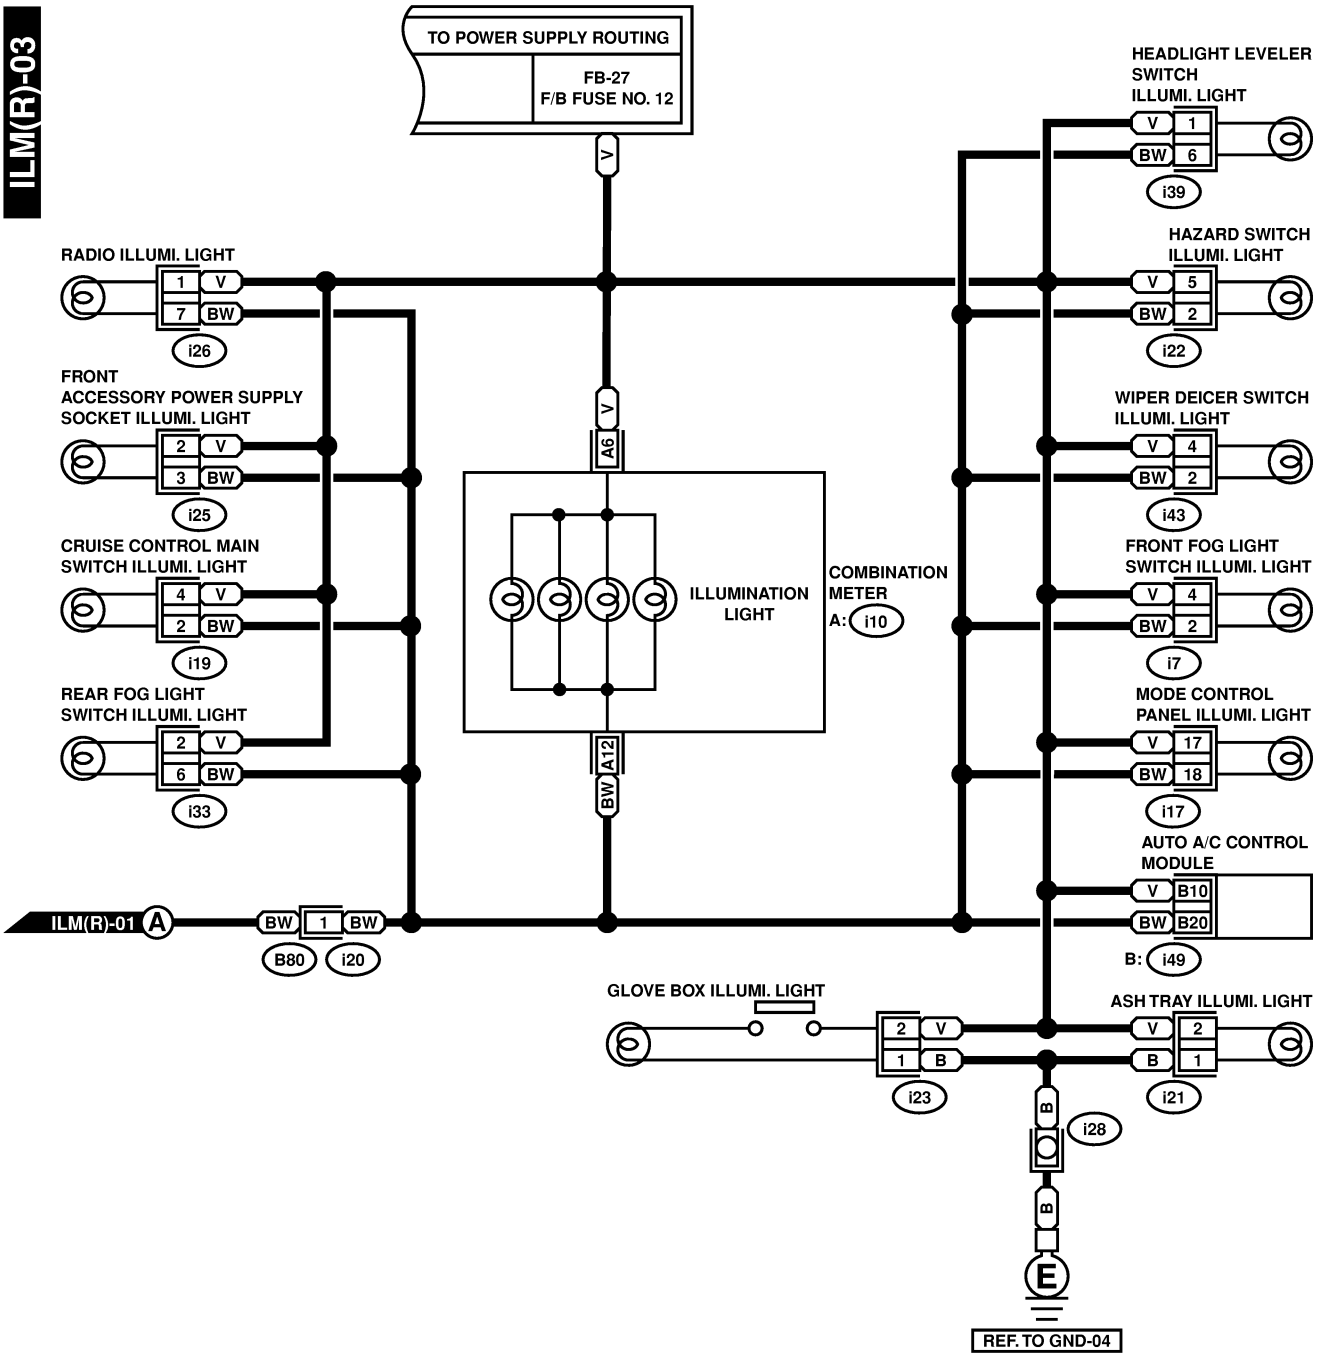 ILM(R)-03
TO POWER SUPPLY ROUTING
FB-27
F/B FUSE NO. 12
V
HEADLIGHT LEVELER
SWITCH
ILLUMI. LIGHT
V 1
BW 6
i39
RADIO ILLUMI. LIGHT
1 V
7 BW
i26
HAZARD SWITCH
ILLUMI. LIGHT
V 5
BW 2
i22
FRONT
ACCESSORY POWER SUPPLY
SOCKET ILLUMI. LIGHT
2 V
3 BW
i25
V
A6
WIPER DEICER SWITCH
ILLUMI. LIGHT
V 4
BW 2
i43
CRUISE CONTROL MAIN
SWITCH ILLUMI. LIGHT
4 V
2 BW
i19
ILLUMINATION
LIGHT
COMBINATION
METER
A: i10
FRONT FOG LIGHT
SWITCH ILLUMI. LIGHT
V 4
BW 2
i7
REAR FOG LIGHT
SWITCH ILLUMI. LIGHT
2 V
6 BW
i33
A12
BW
MODE CONTROL
PANEL ILLUMI. LIGHT
V 17
BW 18
i17
AUTO A/C CONTROL
MODULE
V B10
BW B20
B: i49
ILM(R)-01 A BW 1 BW
B80 i20
GLOVE BOX ILLUMI. LIGHT
2 V
1 B
i23
ASH TRAY ILLUMI. LIGHT
V 2
B 1
i21
B
i28
B
E
REF. TO GND-04